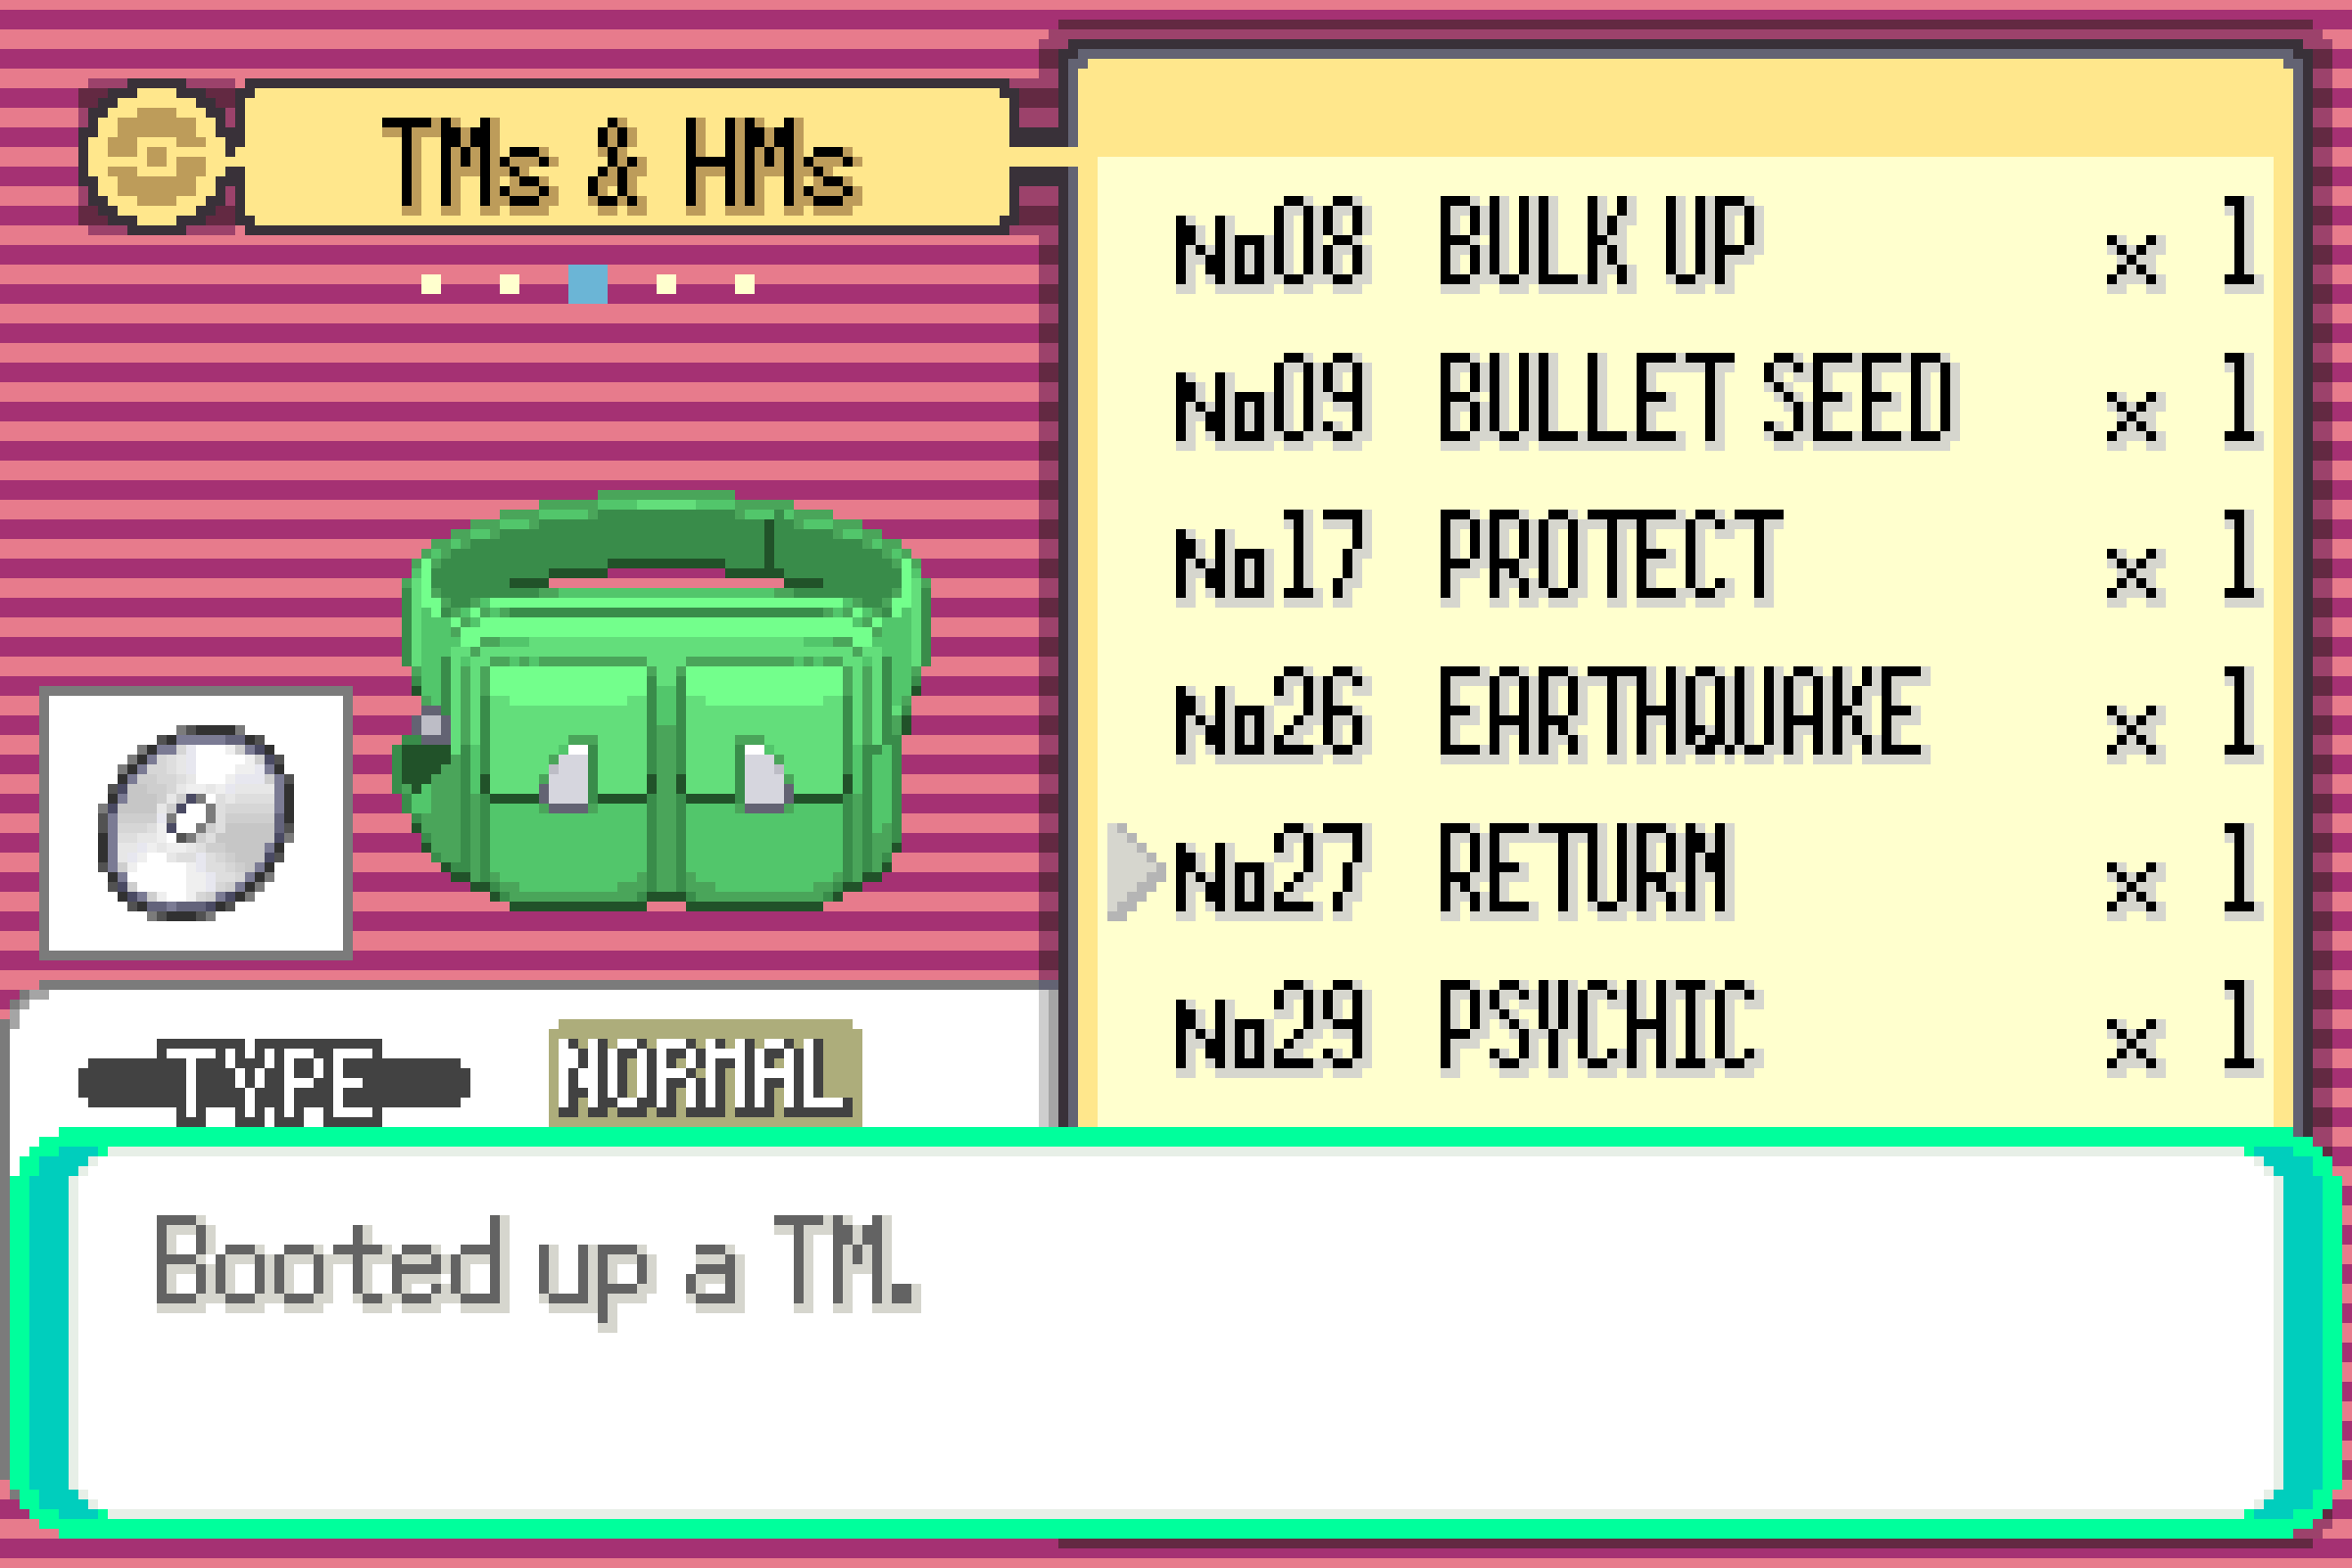 TMs & HMs
No08 BULK UP × 1
No09 BULLET SEED × 1
No17 PROTECT × 1
No26 EARTHQUAKE × 1
No27 RETURN × 1
No29 PSYCHIC × 1
TYPE NORMAL
Booted up a TM.